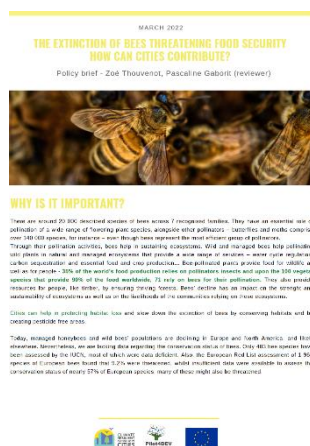 MARCH 2022
THE EXTINCTION OF BEES THREATENING FOOD SECURITY
HOW CAN CITIES CONTRIBUTE?
Policy brief - Zoé Thouvenot, Pascaline Gaborit (reviewer)
WHY IS IT IMPORTANT?
There are around 20 000 described species of bees across 7 recognised families. They have an essential role
pollination of a wide range of flowering plant species, alongside other pollinators – butterflies and moths compris
over 140 000 species, for instance – even though bees represent the most efficient group of pollinators.
Through their pollination activities, bees help in sustaining ecosystems. Wild and managed bees help pollinatin
wild plants in natural and managed ecosystems that provide a wide range of services – water cycle regulation
carbon sequestration and essential food and crop production... Bee-pollinated plants provide food for wildlife a
well as for people - 35% of the world's food production relies on pollinators insects and upon the 100 veget
species that provide 90% of the food worldwide, 71 rely on bees for their pollination. They also provid
resources for people, like timber, by ensuring thriving forests. Bees' decline has an impact on the strength an
sustainability of ecosystems as well as on the livelihoods of the communities relying on these ecosystems.
Cities can help in protecting habitat loss and slow down the extinction of bees by conserving habitats and b
creating pesticide free areas.
Today, managed honeybees and wild bees' populations are declining in Europe and North America, and likel
elsewhere. Nevertheless, we are lacking data regarding the conservation status of bees. Only 483 bee species hav
been assessed by the IUCN, most of which were data deficient. Also, the European Red List assessment of 1 96
species of European bees found that 9.2% were threatened, whilst insufficient data were available to assess th
conservation status of nearly 57% of European species, many of these might also be threatened.
Pilot4DEV